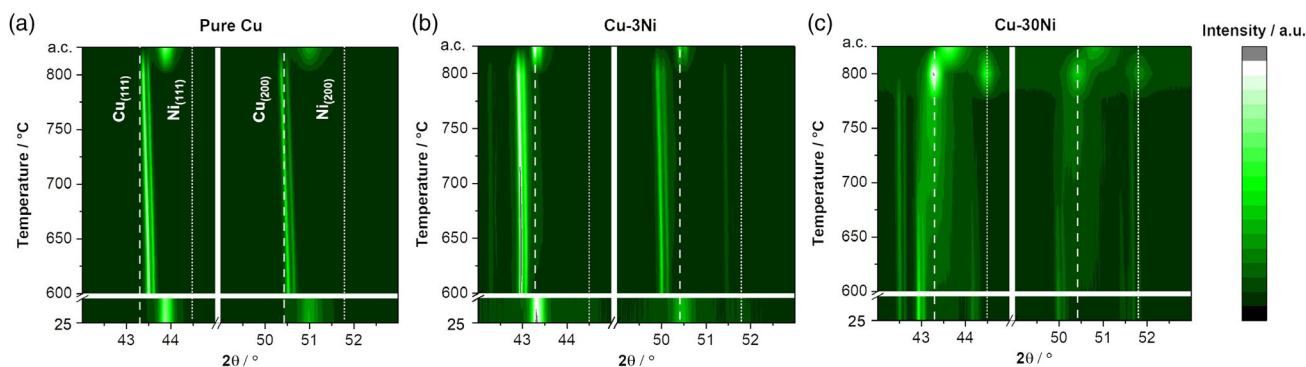 (a)
Pure Cu
a.c.
800
750
700
650
600
25
Temperature / °C
Cu(111)
Ni(111)
Cu(200)
Ni(200)
43 44 50 51 52
2θ / °
(b)
Cu-3Ni
a.c.
800
750
700
650
600
25
Temperature / °C
43 44 50 51 52
2θ / °
(c)
Cu-30Ni
a.c.
800
750
700
650
600
25
Temperature / °C
43 44 50 51 52
2θ / °
Intensity / a.u.